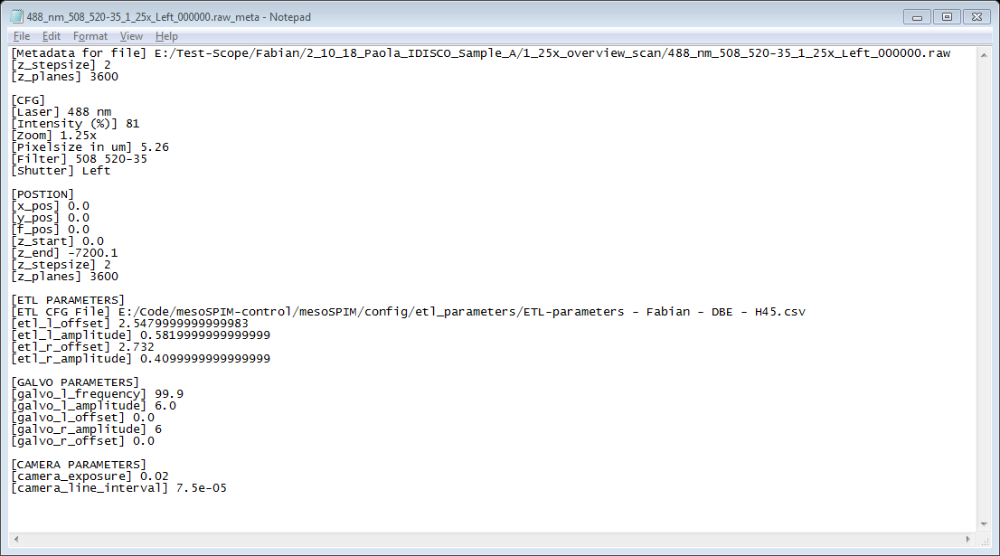 488_nm_508_520-35_1_25x_Left_000000.raw_meta - Notepad
File Edit Format View Help
[Metadata for file] E:/Test-Scope/Fabian/2_10_18_Paola_IDISCO_Sample_A/1_25x_overview_scan/488_nm_508_520-35_1_25x_Left_000000.raw
[z_stepsize] 2
[z_planes] 3600

[CFG]
[Laser] 488 nm
[Intensity (%)] 81
[Zoom] 1.25x
[Pixelsize in um] 5.26
[Filter] 508 520-35
[Shutter] Left

[POSTION]
[x_pos] 0.0
[y_pos] 0.0
[f_pos] 0.0
[z_start] 0.0
[z_end] -7200.1
[z_stepsize] 2
[z_planes] 3600

[ETL PARAMETERS]
[ETL CFG File] E:/Code/mesoSPIM-control/mesoSPIM/config/etl_parameters/ETL-parameters - Fabian - DBE - H45.csv
[etl_l_offset] 2.5479999999999983
[etl_l_amplitude] 0.5819999999999999
[etl_r_offset] 2.732
[etl_r_amplitude] 0.4099999999999999

[GALVO PARAMETERS]
[galvo_l_frequency] 99.9
[galvo_l_amplitude] 6.0
[galvo_l_offset] 0.0
[galvo_r_amplitude] 6
[galvo_r_offset] 0.0

[CAMERA PARAMETERS]
[camera_exposure] 0.02
[camera_line_interval] 7.5e-05